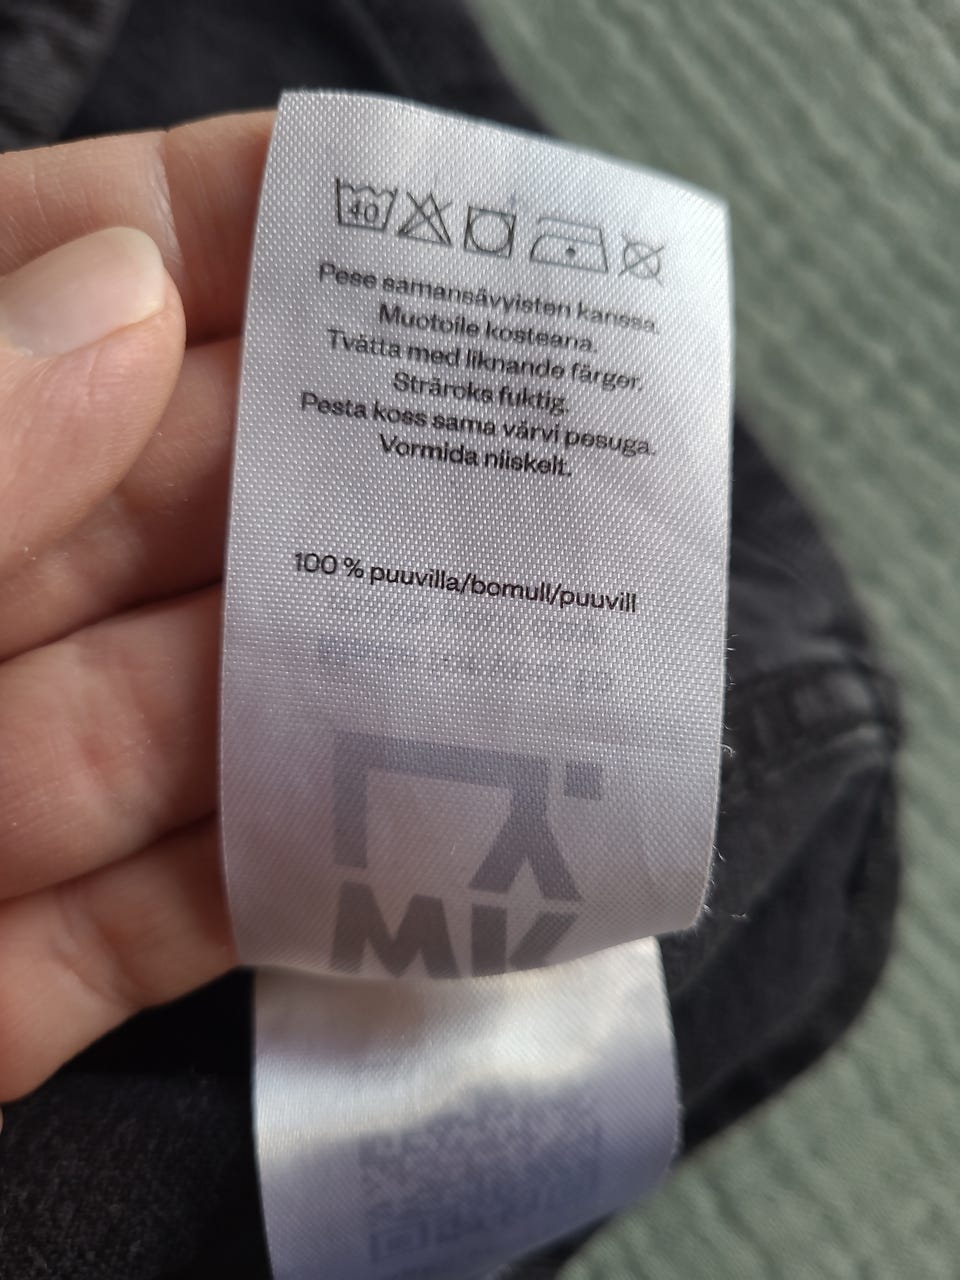 40
Pese samansävyisten kanssa.
Muotoile kosteana.
Tvätta med liknande färger.
Sträcks fuktig.
Pesta koos sama värvi pesuga.
Vormida niiskelt.
100 % puuvilla/bomull/puuvill
MK